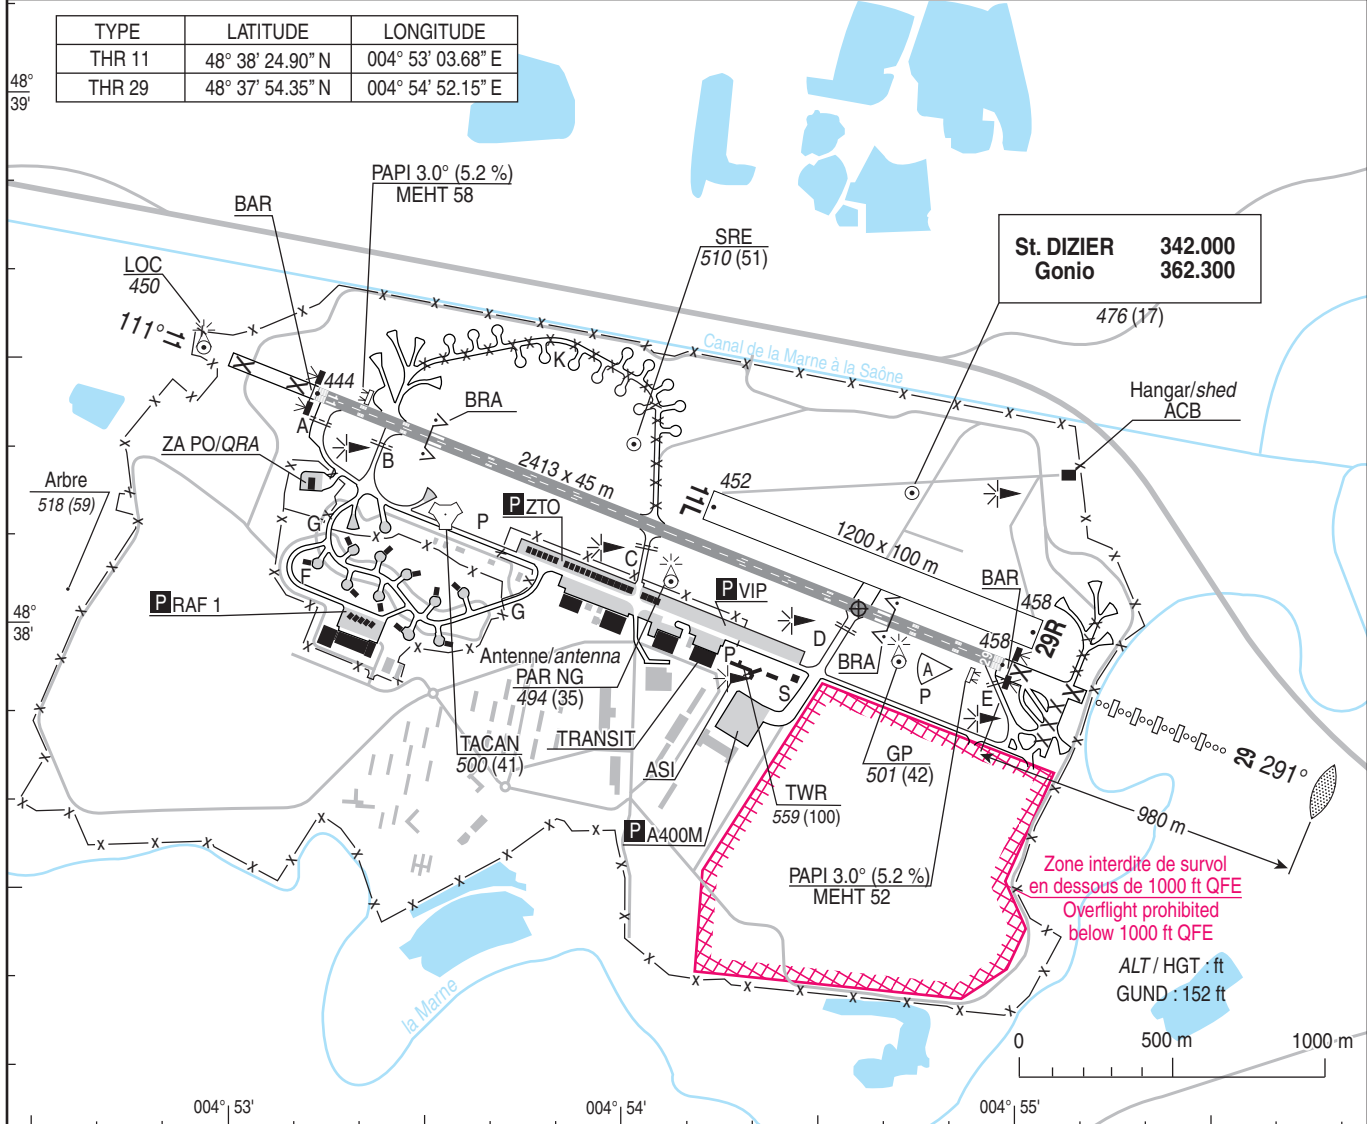 TYPE LATITUDE LONGITUDE
THR 11 48° 38' 24.90" N 004° 53' 03.68" E
THR 29 48° 37' 54.35" N 004° 54' 52.15" E
48°
39'
PAPI 3.0° (5.2 %)
MEHT 58
BAR
SRE
510 (51)
St. DIZIER 342.000
Gonio 362.300
476 (17)
LOC
450
111° 11
Canal de la Marne à la Saône
K
444
BRA
Hangar/shed
ACB
A
B
ZA PO/QRA
2413 x 45 m
Arbre
518 (59)
452
11L
P ZTO
P
G
1200 x 100 m
C
BAR
F
P VIP
458
48°
38'
P RAF 1
G
D
458
29R
29
Antenne/antenna
PAR NG
494 (35)
P
BRA
A
P
S
E
TACAN
500 (41)
TRANSIT
ASI
GP
501 (42)
29 291°
TWR
559 (100)
980 m
P A400M
PAPI 3.0° (5.2 %)
MEHT 52
Zone interdite de survol
en dessous de 1000 ft QFE
Overflight prohibited
below 1000 ft QFE
ALT / HGT : ft
GUND : 152 ft
la Marne
0 500 m 1000 m
004° 53' 004° 54' 004° 55'